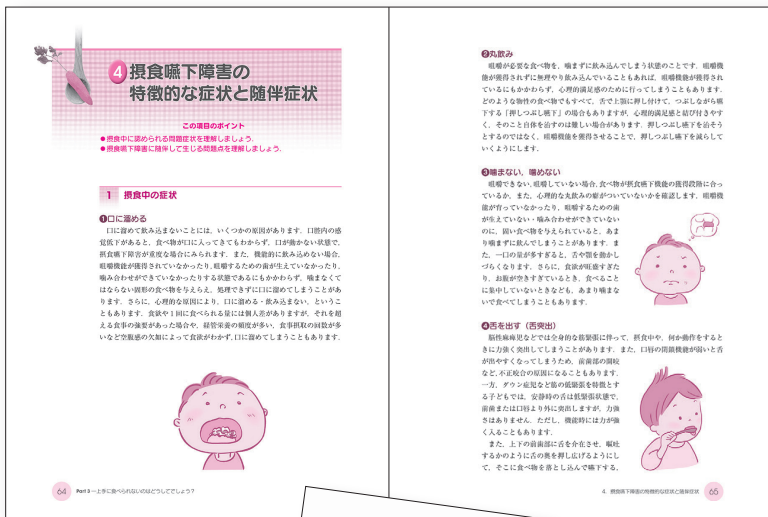 4 摂食嚥下障害の
特徴的な症状と随伴症状
この項目のポイント
●摂食中に認められる問題症状を理解しましょう.
●摂食嚥下障害に随伴して生じる問題点を理解しましょう.
1 摂食中の症状
❶口に溜める
口に溜めて飲み込まないことには,いくつかの原因があります.口腔内の感
覚低下があると,食べ物が口に入ってきてもわからず,口が動かない状態で,
摂食嚥下障害が重度な場合にみられます.また,機能的に飲み込めない場合,
咀嚼機能が獲得されていなかったり,咀嚼するための歯が生えていなかったり,
噛み合わせができていなかったりする状態であるにもかかわらず,噛まなくて
はならない固形の食べ物を与えらえ,処理できずに口に溜めてしまうことがあ
ります.さらに,心理的な原因により,口に溜める・飲み込まない,というこ
ともあります.食欲や1回に食べられる量には個人差がありますが,それを超
える食事の強要があった場合や,経管栄養の頻度が多い,食事摂取の回数が多
いなど空腹感の欠如によって食欲がわかず,口に溜めてしまうこともあります.
64 Part 3 ―上手に食べられないのはどうしてでしょう?
❷丸飲み
咀嚼が必要な食べ物を,噛まずに飲み込んでしまう状態のことです.咀嚼機
能が獲得されずに無理やり飲み込んでいることもあれば,咀嚼機能が獲得され
ているにもかかわらず,心理的満足感のために行ってしまうこともあります.
どのような物性の食べ物でもすべて,舌で上顎に押し付けて,つぶしながら嚥
下する「押しつぶし嚥下」の場合もありますが,心理的満足感と結び付きやす
く,そのこと自体を治すのは難しい場合があります.押しつぶし嚥下を治そう
とするのではなく,咀嚼機能を獲得させることで,押しつぶし嚥下を減らして
いくようにします.
❸噛まない,噛めない
咀嚼できない,咀嚼していない場合,食べ物が摂食嚥下機能の獲得段階に合っ
ているか,また,心理的な丸飲みの癖がついていないかを確認します.咀嚼機
能が育っていなかったり,咀嚼するための歯
が生えていない・噛み合わせができていない
のに,固い食べ物を与えられていると,あま
り噛まずに飲んでしまうことがあります.ま
た,一口の量が多すぎると,舌や顎を動かし
づらくなります.さらに,食欲が旺盛すぎた
り,お腹が空きすぎているとき,食べること
に集中していないときなども,あまり噛まな
いで食べてしまうこともあります.
❹舌を出す(舌突出)
脳性麻痺児などでは全身的な筋緊張に伴って,摂食中や,何か動作をすると
きに力強く突出してしまうことがあります.また,口唇の閉鎖機能が弱いと舌
が出やすくなってしまうため,前歯部の開咬
など,不正咬合の原因になることもあります.
一方,ダウン症児など筋の低緊張を特徴とす
る子どもでは,安静時の舌は低緊張状態で,
前歯または口唇より外に突出しますが,力強
さはありません.ただし,機能時には力が強
く入ることもあります.
また,上下の前歯部に舌を介在させ,嘔吐
するかのように舌の奥を押し広げるようにし
て,そこに食べ物を落とし込んで嚥下する,
4. 摂食嚥下障害の特徴的な症状と随伴症状 65